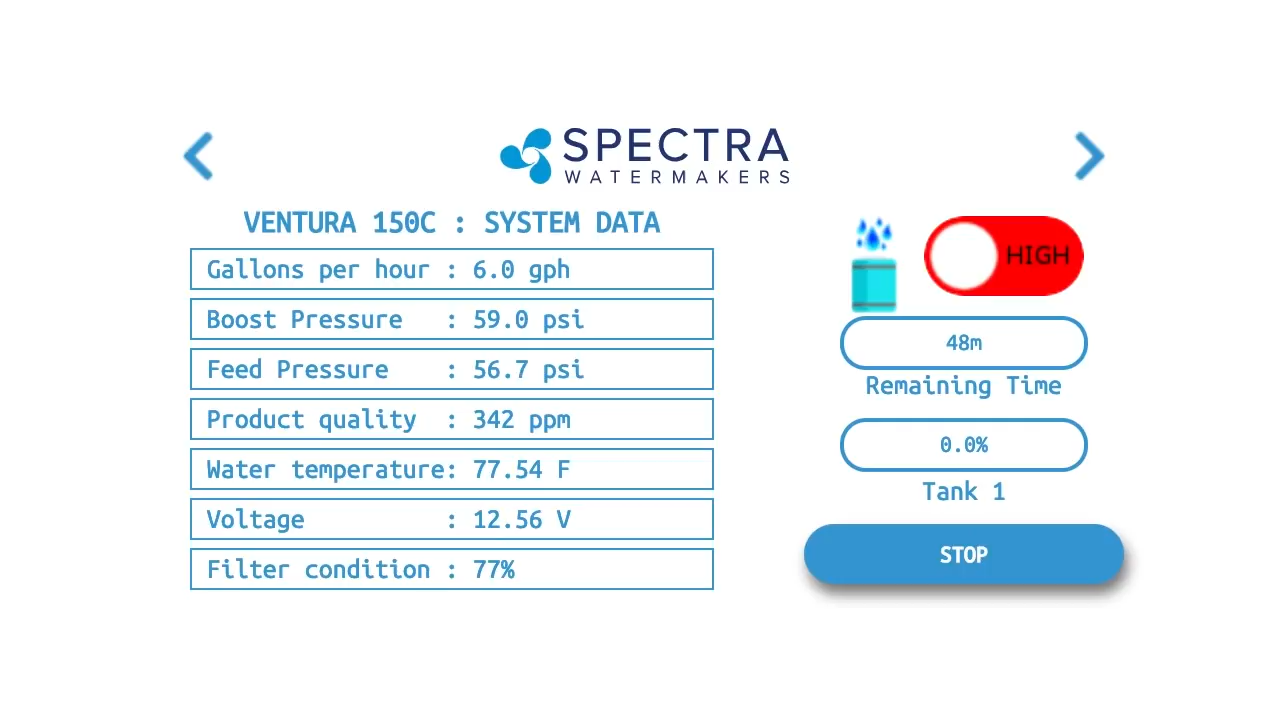 SPECTRA
WATERMAKERS
VENTURA 150C : SYSTEM DATA
Gallons per hour : 6.0 gph
Boost Pressure : 59.0 psi
Feed Pressure : 56.7 psi
Product quality : 342 ppm
Water temperature: 77.54 F
Voltage : 12.56 V
Filter condition : 77%
HIGH
48m
Remaining Time
0.0%
Tank 1
STOP